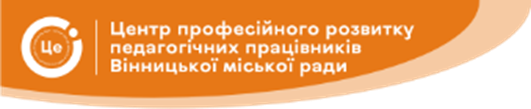 Це
Центр професійного розвитку
педагогічних працівників
Вінницької міської ради